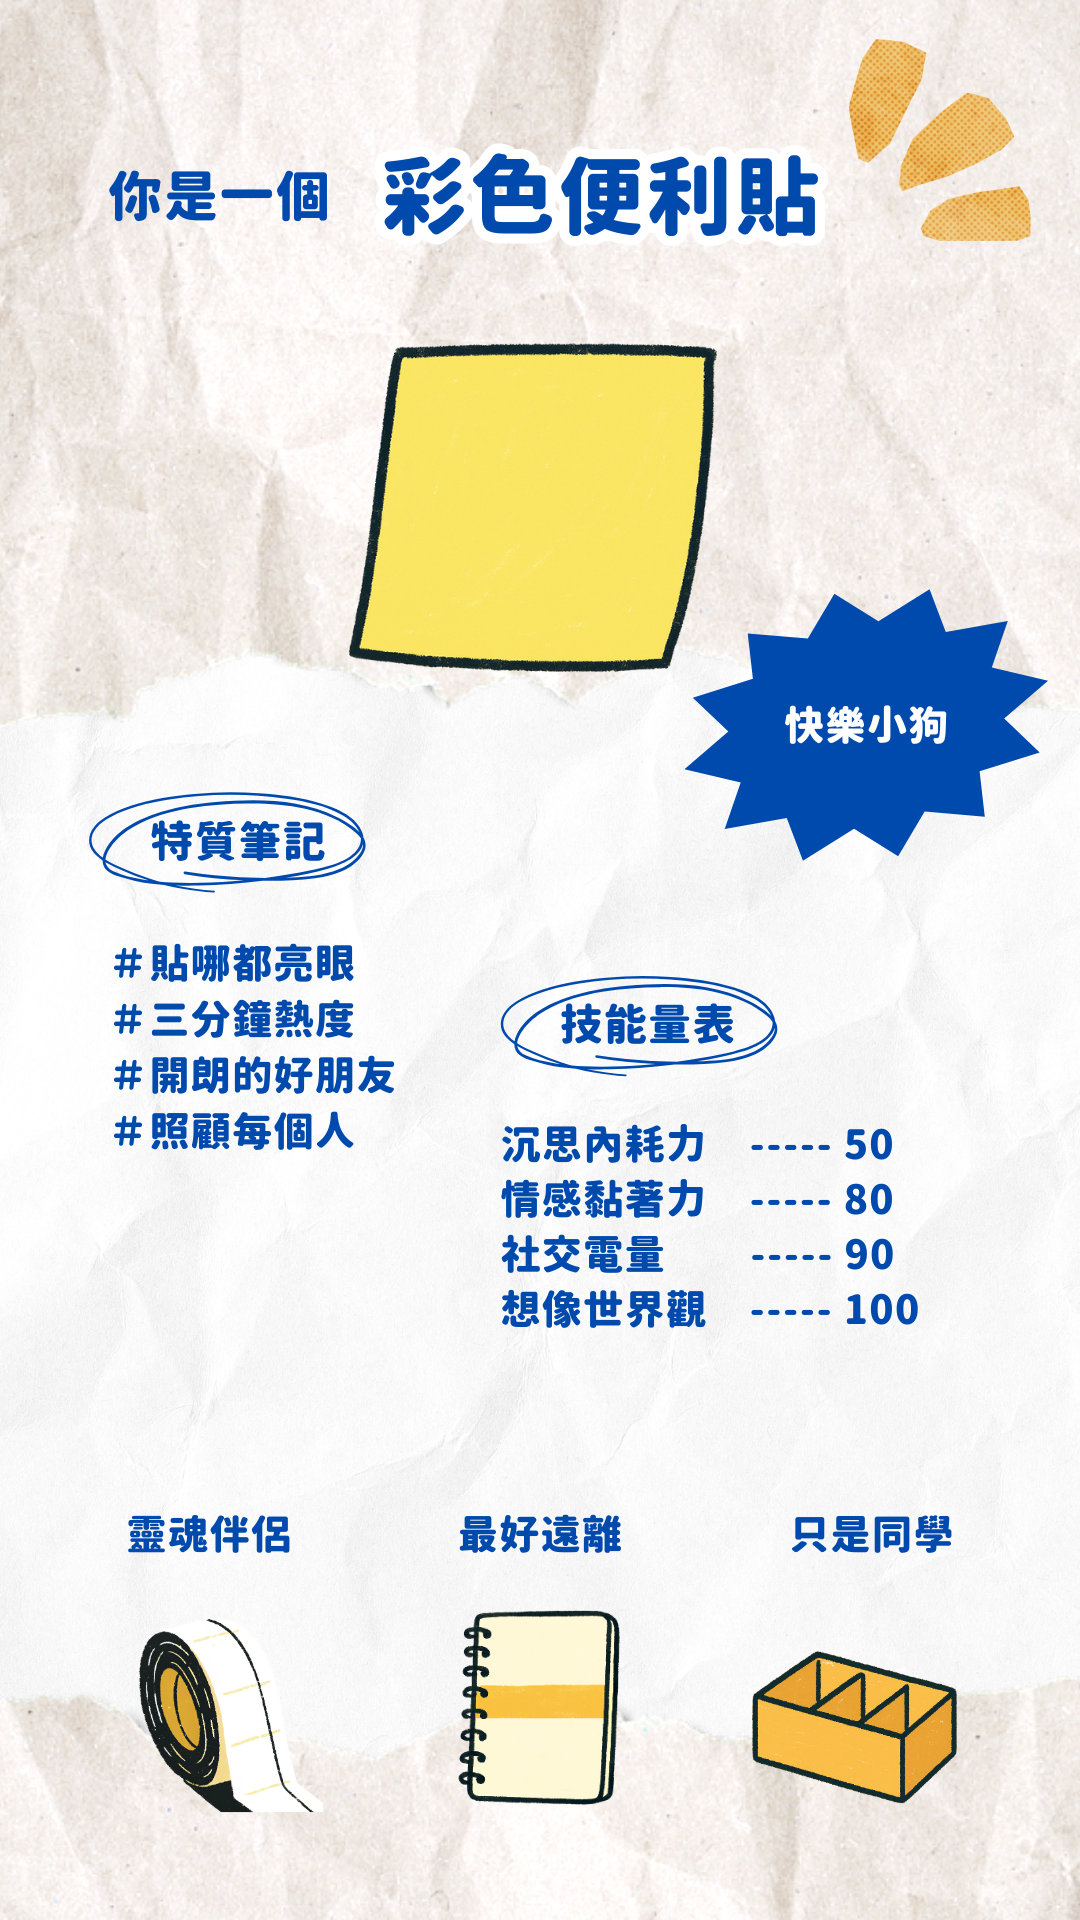 你是一個 彩色便利貼
快樂小狗
特質筆記
#貼哪都亮眼
#三分鐘熱度
#開朗的好朋友
#照顧每個人
技能量表
沉思內耗力 ----- 50
情感黏著力 ----- 80
社交電量 ----- 90
想像世界觀 ----- 100
靈魂伴侶 最好遠離 只是同學